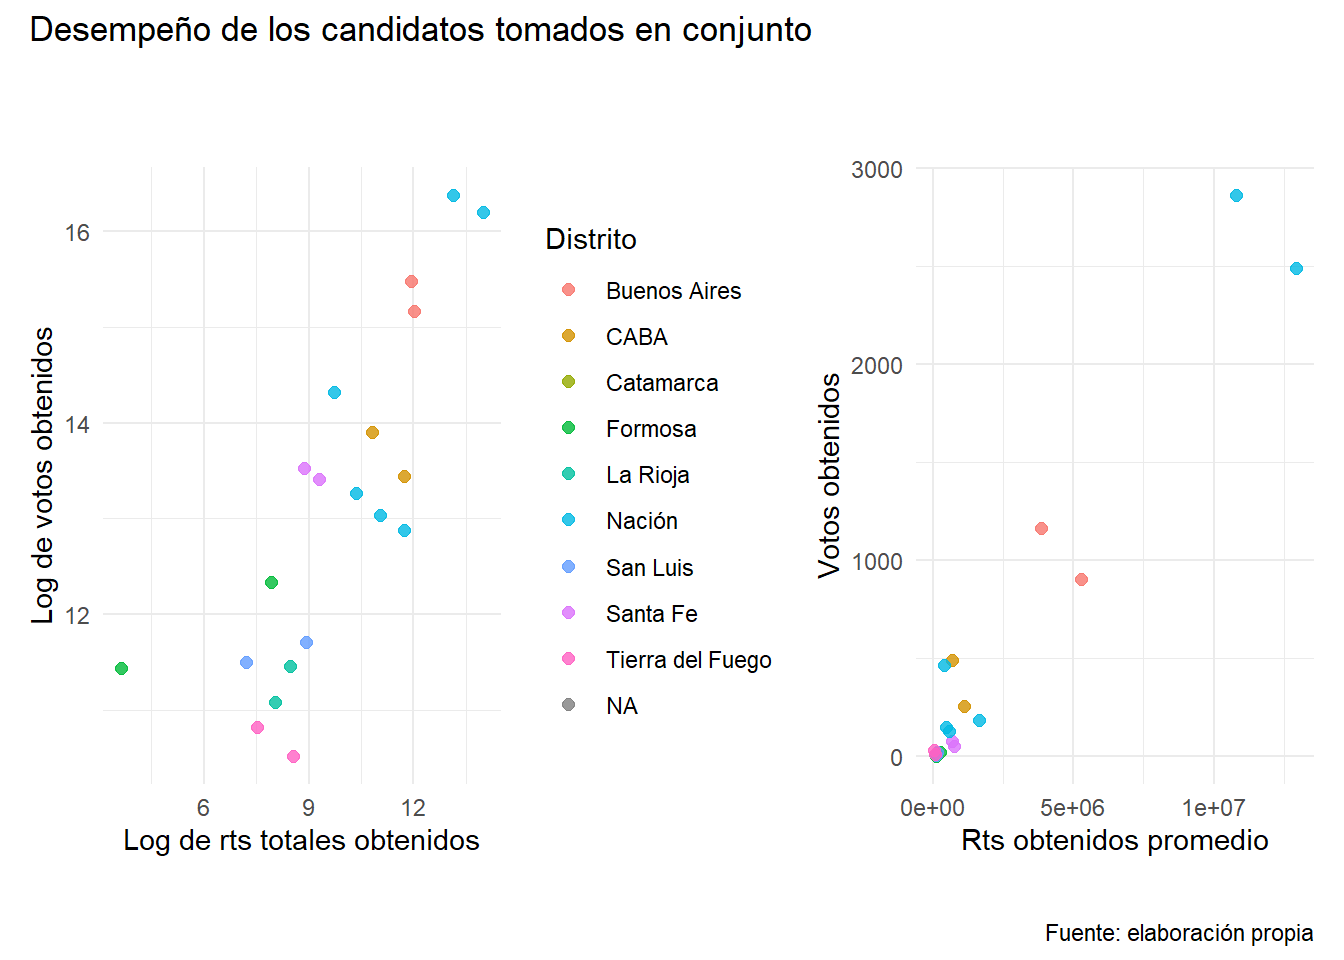 Desempeño de los candidatos tomados en conjunto
Log de votos obtenidos
16
14
12
6
9
12
Log de rts totales obtenidos
Distrito
Buenos Aires
CABA
Catamarca
Formosa
La Rioja
Nación
San Luis
Santa Fe
Tierra del Fuego
NA
Votos obtenidos
3000
2000
1000
0
0e+00
5e+06
1e+07
Rts obtenidos promedio
Fuente: elaboración propia